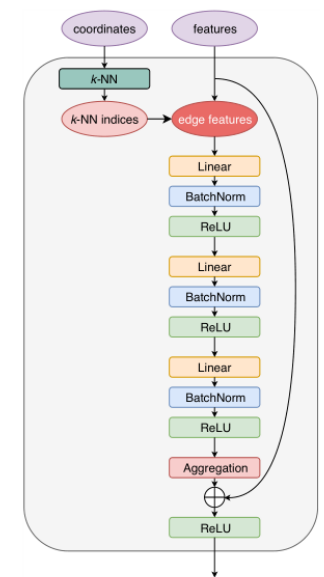 coordinates
features
k-NN
k-NN indices
edge features
Linear
BatchNorm
ReLU
Linear
BatchNorm
ReLU
Linear
BatchNorm
ReLU
Aggregation
ReLU